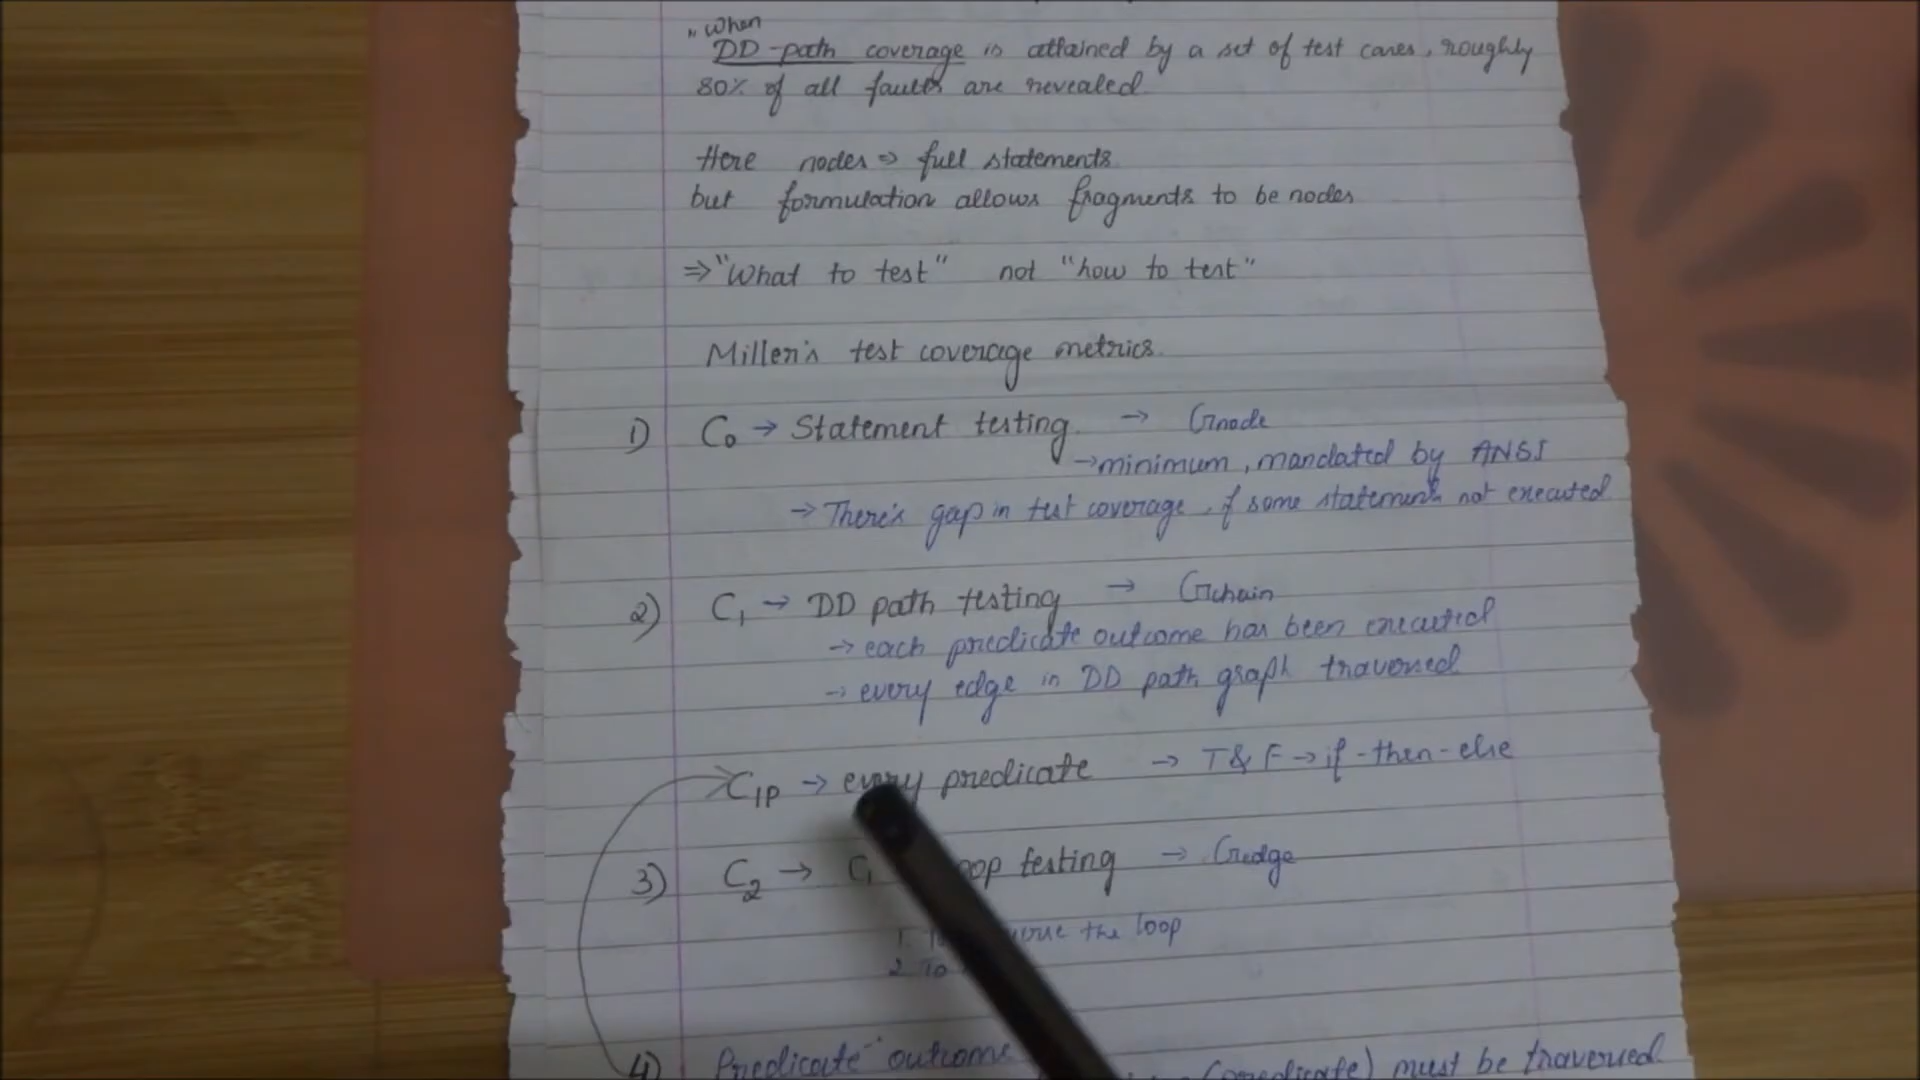 "When
DD-path coverage is attained by a set of test cases, roughly
80% of all faults are revealed
Here nodes ⇒ full statements
but formulation allows fragments to be nodes
⇒ "What to test" not "how to test"
Miller's test coverage metrics.
1) C0 → Statement testing → Gnode
→ minimum, mandated by ANSI
→ There's gap in test coverage, if some statements not executed
2) C1 → DD path testing → Gchain
→ each predicate outcome has been executed
→ every edge in DD path graph traversed
C1P → every predicate → T & F → if-then-else
3) C2 → C1 loop testing → Gedge
1. the loop
2. To
4) Predicate outcome (predicate) must be traversed